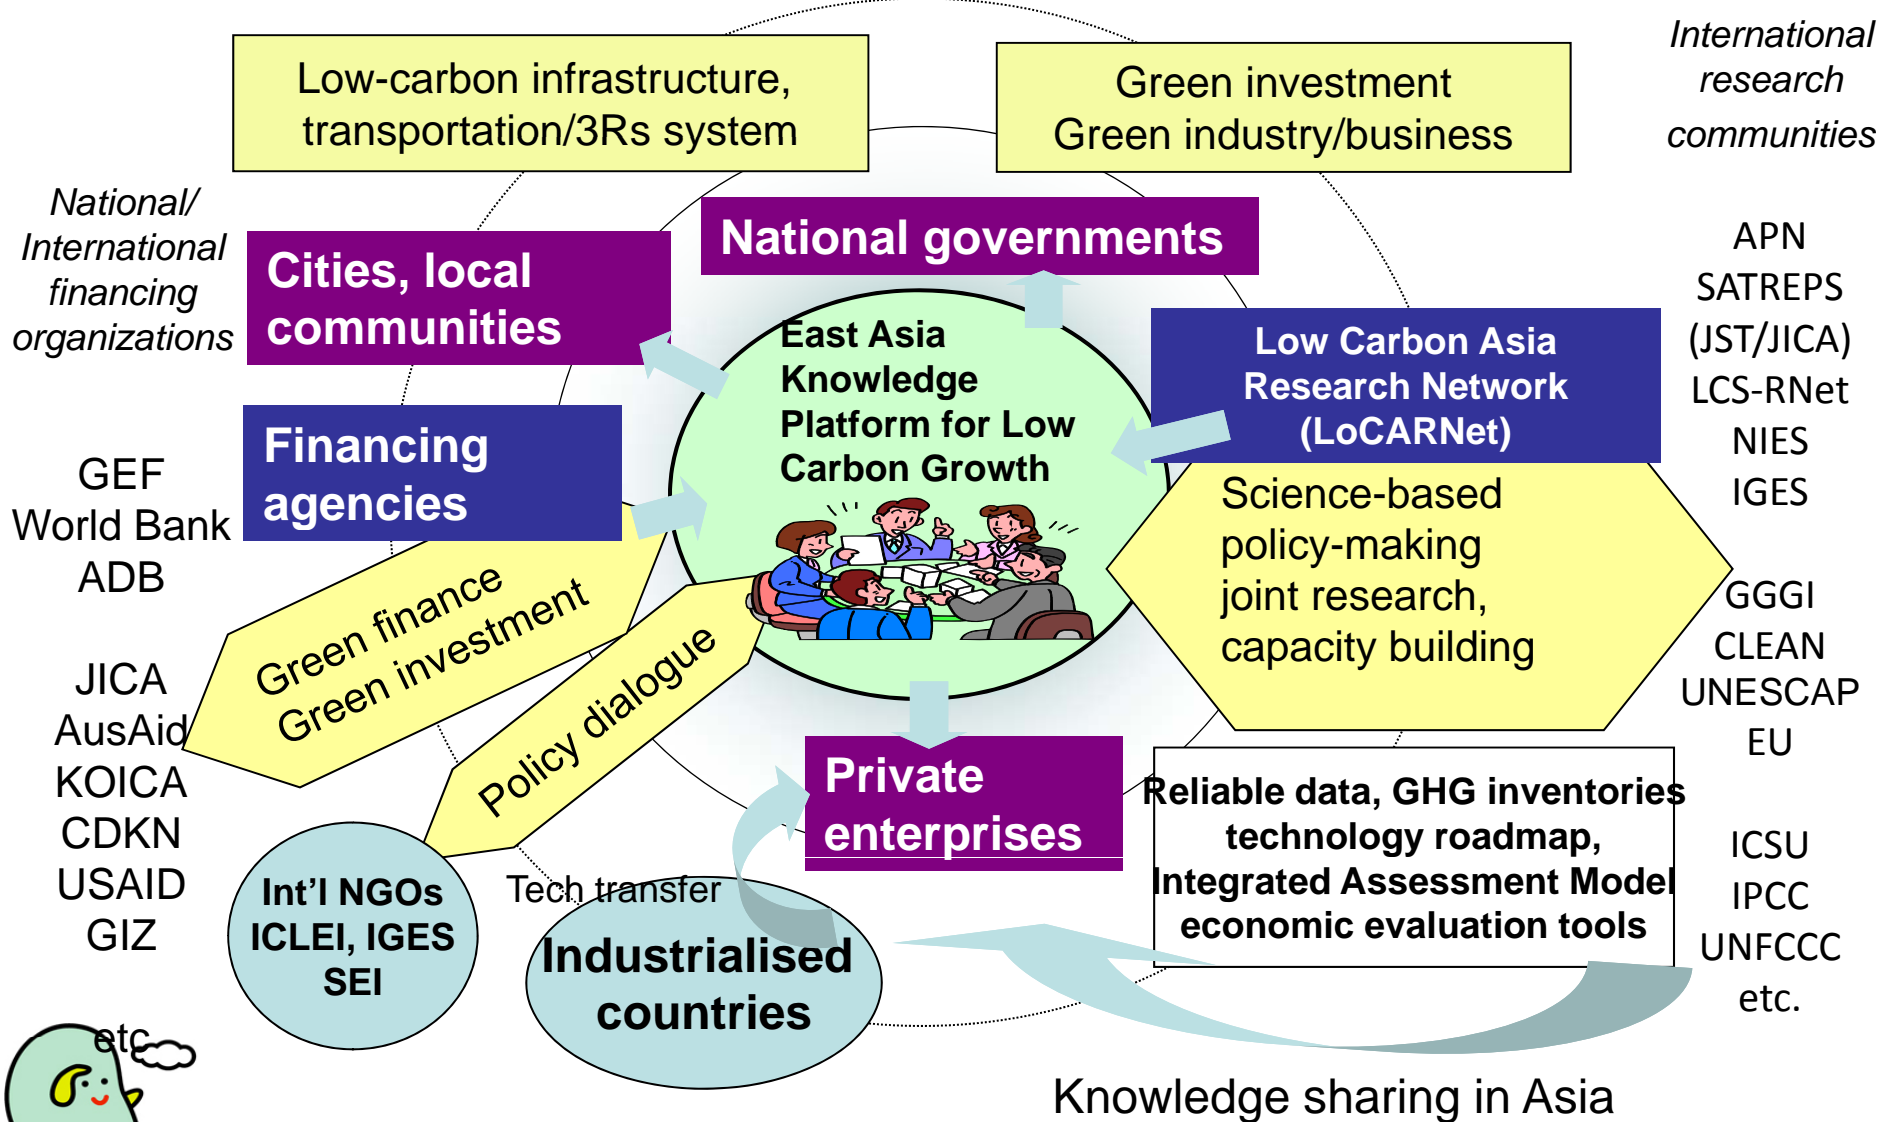 Low-carbon infrastructure,
transportation/3Rs system
Green investment
Green industry/business
International
research
communities
National/
International
financing
organizations
Cities, local
communities
National governments
APN
SATREPS
(JST/JICA)
LCS-RNet
NIES
IGES
East Asia
Knowledge
Platform for Low
Carbon Growth
Low Carbon Asia
Research Network
(LoCARNet)
Financing
agencies
GEF
World Bank
ADB
Science-based
policy-making
joint research,
capacity building
GGGI
CLEAN
UNESCAP
EU
Green finance
Green investment
Policy dialogue
JICA
AusAid
KOICA
CDKN
USAID
GIZ
etc
Private
enterprises
Reliable data, GHG inventories
technology roadmap,
Integrated Assessment Model
economic evaluation tools
ICSU
IPCC
UNFCCC
etc.
Int’l NGOs
ICLEI, IGES
SEI
Tech transfer
Industrialised
countries
Knowledge sharing in Asia